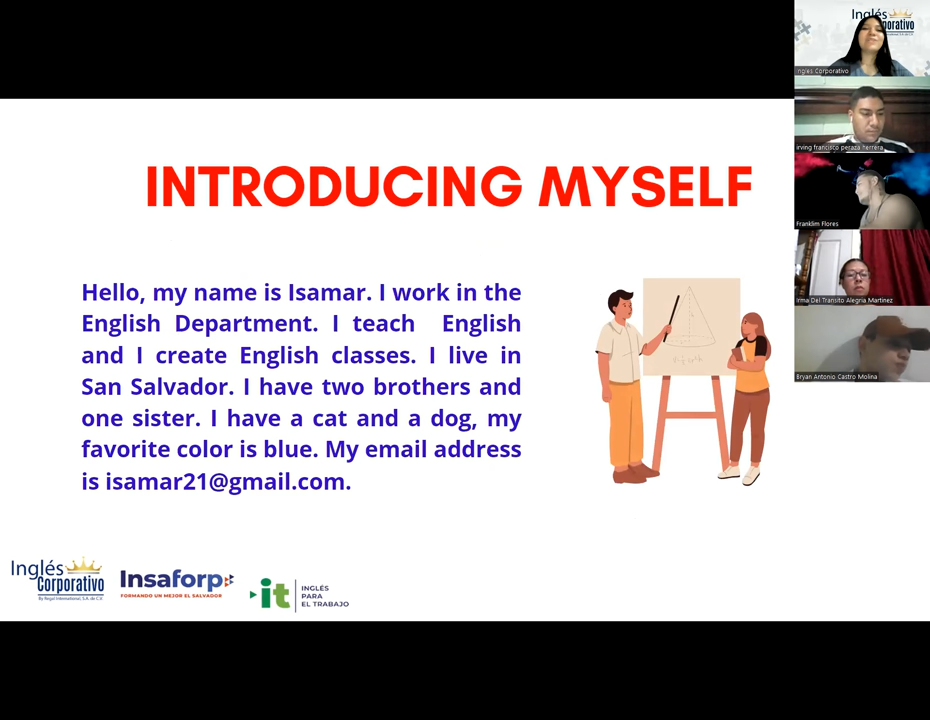 INTRODUCING MYSELF
Hello, my name is Isamar. I work in the
English Department. I teach English
and I create English classes. I live in
San Salvador. I have two brothers and
one sister. I have a cat and a dog, my
favorite color is blue. My email address
is isamar21@gmail.com.
Inglés
Corporativo
By Regal International, S.A. de C.V.
Insaforp
FORMANDO UN MEJOR EL SALVADOR
it
INGLÉS
PARA
EL TRABAJO
Inglés
Ingles Corporativo
irving francisco peraza herrera
Franklim Flores
Irma Del Transito Alegria Martinez
Bryan Antonio Castro Molina